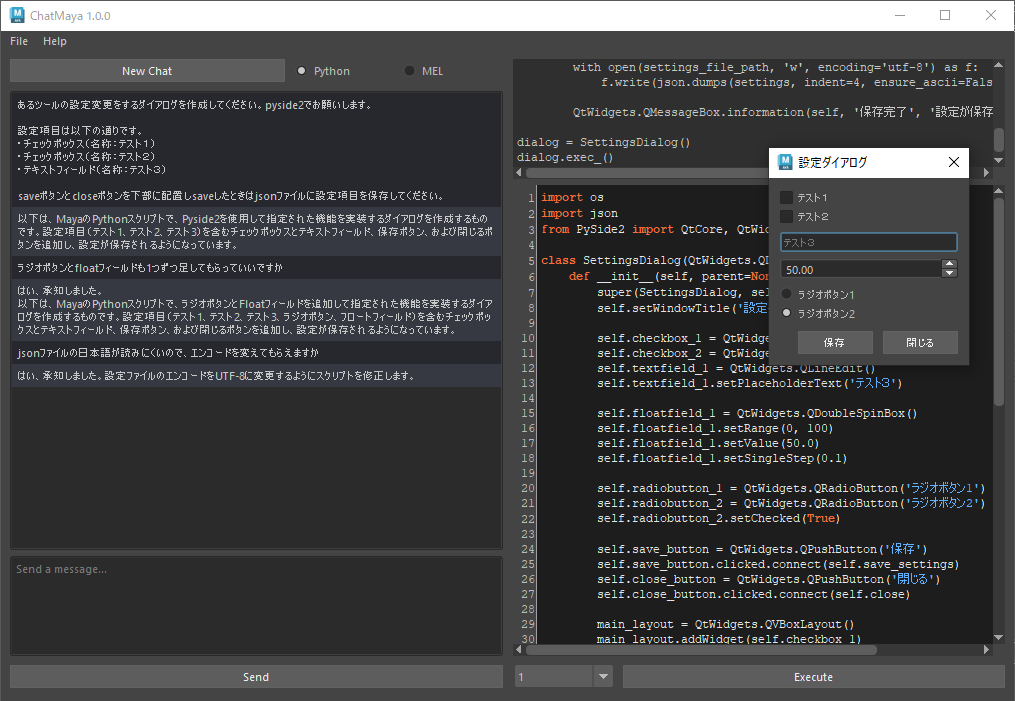 ChatMaya 1.0.0
File Help
New Chat
Python
MEL
あるツールの設定変更をするダイアログを作成してください。pyside2でお願いします。
設定項目は以下の通りです。
・チェックボックス(名称:テスト1)
・チェックボックス(名称:テスト2)
・テキストフィールド(名称:テスト3)
saveボタンとcloseボタンを下部に配置しsaveしたときはjsonファイルに設定項目を保存してください。
以下は、MayaのPythonスクリプトで、Pyside2を使用して指定された機能を実装するダイアログを作成するもの
です。設定項目(テスト1、テスト2、テスト3)を含むチェックボックスとテキストフィールド、保存ボタン、および閉じるボ
タンを追加し、設定が保存されるようになっています。
ラジオボタンとfloatフィールドも1つずつ足してもらっていいですか
はい、承知しました。
以下は、MayaのPythonスクリプトで、ラジオボタンとFloatフィールドを追加して指定された機能を実装するダイア
ログを作成するものです。設定項目(テスト1、テスト2、テスト3、ラジオボタン、フロートフィールド)を含むチェックボッ
クスとテキストフィールド、保存ボタン、および閉じるボタンを追加し、設定が保存されるようになっています。
jsonファイルの日本語が読みにくいので、エンコードを変えてもらえますか
はい、承知しました。設定ファイルのエンコードをUTF-8に変更するようにスクリプトを修正します。
Send a message...
Send
with open(settings_file_path, 'w', encoding='utf-8') as f:
f.write(json.dumps(settings, indent=4, ensure_ascii=Fals
QtWidgets.QMessageBox.information(self, '保存完了', '設定が保存
dialog = SettingsDialog()
dialog.exec_()
1 import os
2 import json
3 from PySide2 import QtCore, QtWid
4
5 class SettingsDialog(QtWidgets.QD
6 def __init__(self, parent=Non
7 super(SettingsDialog, sel
8 self.setWindowTitle('設定
9
10 self.checkbox_1 = QtWidg
11 self.checkbox_2 = QtWidg
12 self.textfield_1 = QtWidgets.QLineEdit()
13 self.textfield_1.setPlaceholderText('テスト3')
14
15 self.floatfield_1 = QtWidgets.QDoubleSpinBox()
16 self.floatfield_1.setRange(0, 100)
17 self.floatfield_1.setValue(50.0)
18 self.floatfield_1.setSingleStep(0.1)
19
20 self.radiobutton_1 = QtWidgets.QRadioButton('ラジオボタン1')
21 self.radiobutton_2 = QtWidgets.QRadioButton('ラジオボタン2')
22 self.radiobutton_2.setChecked(True)
23
24 self.save_button = QtWidgets.QPushButton('保存')
25 self.save_button.clicked.connect(self.save_settings)
26 self.close_button = QtWidgets.QPushButton('閉じる')
27 self.close_button.clicked.connect(self.close)
28
29 main_layout = QtWidgets.QVBoxLayout()
30 main_layout.addWidget(self.checkbox_1)
1
Execute
設定ダイアログ
テスト1
テスト2
テスト3
50.00
ラジオボタン1
ラジオボタン2
保存
閉じる